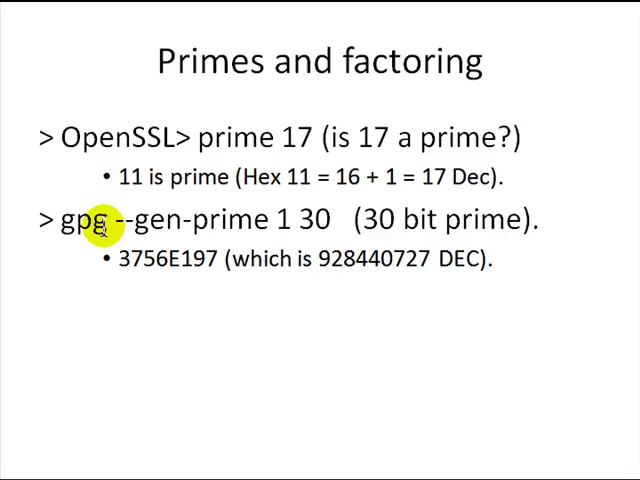 Primes and factoring
> OpenSSL> prime 17 (is 17 a prime?)
• 11 is prime (Hex 11 = 16 + 1 = 17 Dec).
> gpg --gen-prime 1 30 (30 bit prime).
• 3756E197 (which is 928440727 DEC).